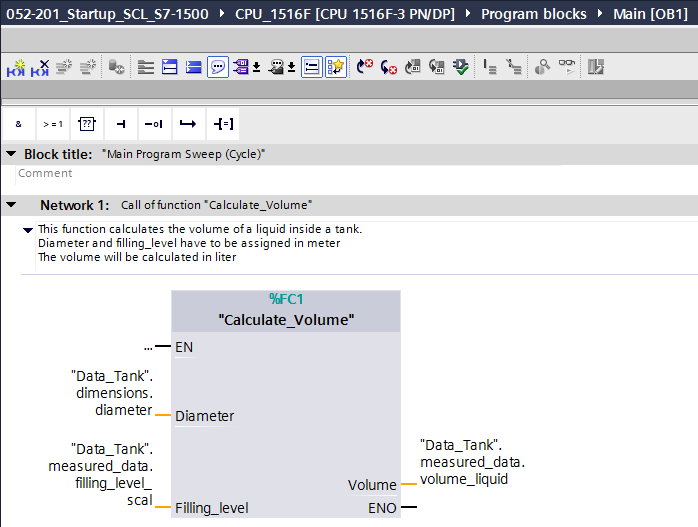 052-201_Startup_SCL_S7-1500 CPU_1516F [CPU 1516F-3 PN/DP] Program blocks Main [OB1]
& >=1 ?? -| -o| -[=]
Block title: "Main Program Sweep (Cycle)"
Comment
Network 1: Call of function "Calculate_Volume"
This function calculates the volume of a liquid inside a tank.
Diameter and filling_level have to be assigned in meter
The volume will be calculated in liter
%FC1
"Calculate_Volume"
... EN
"Data_Tank".
dimensions.
diameter
Diameter
"Data_Tank".
measured_data.
filling_level_
scal
Filling_level
"Data_Tank".
measured_data.
volume_liquid
Volume
ENO